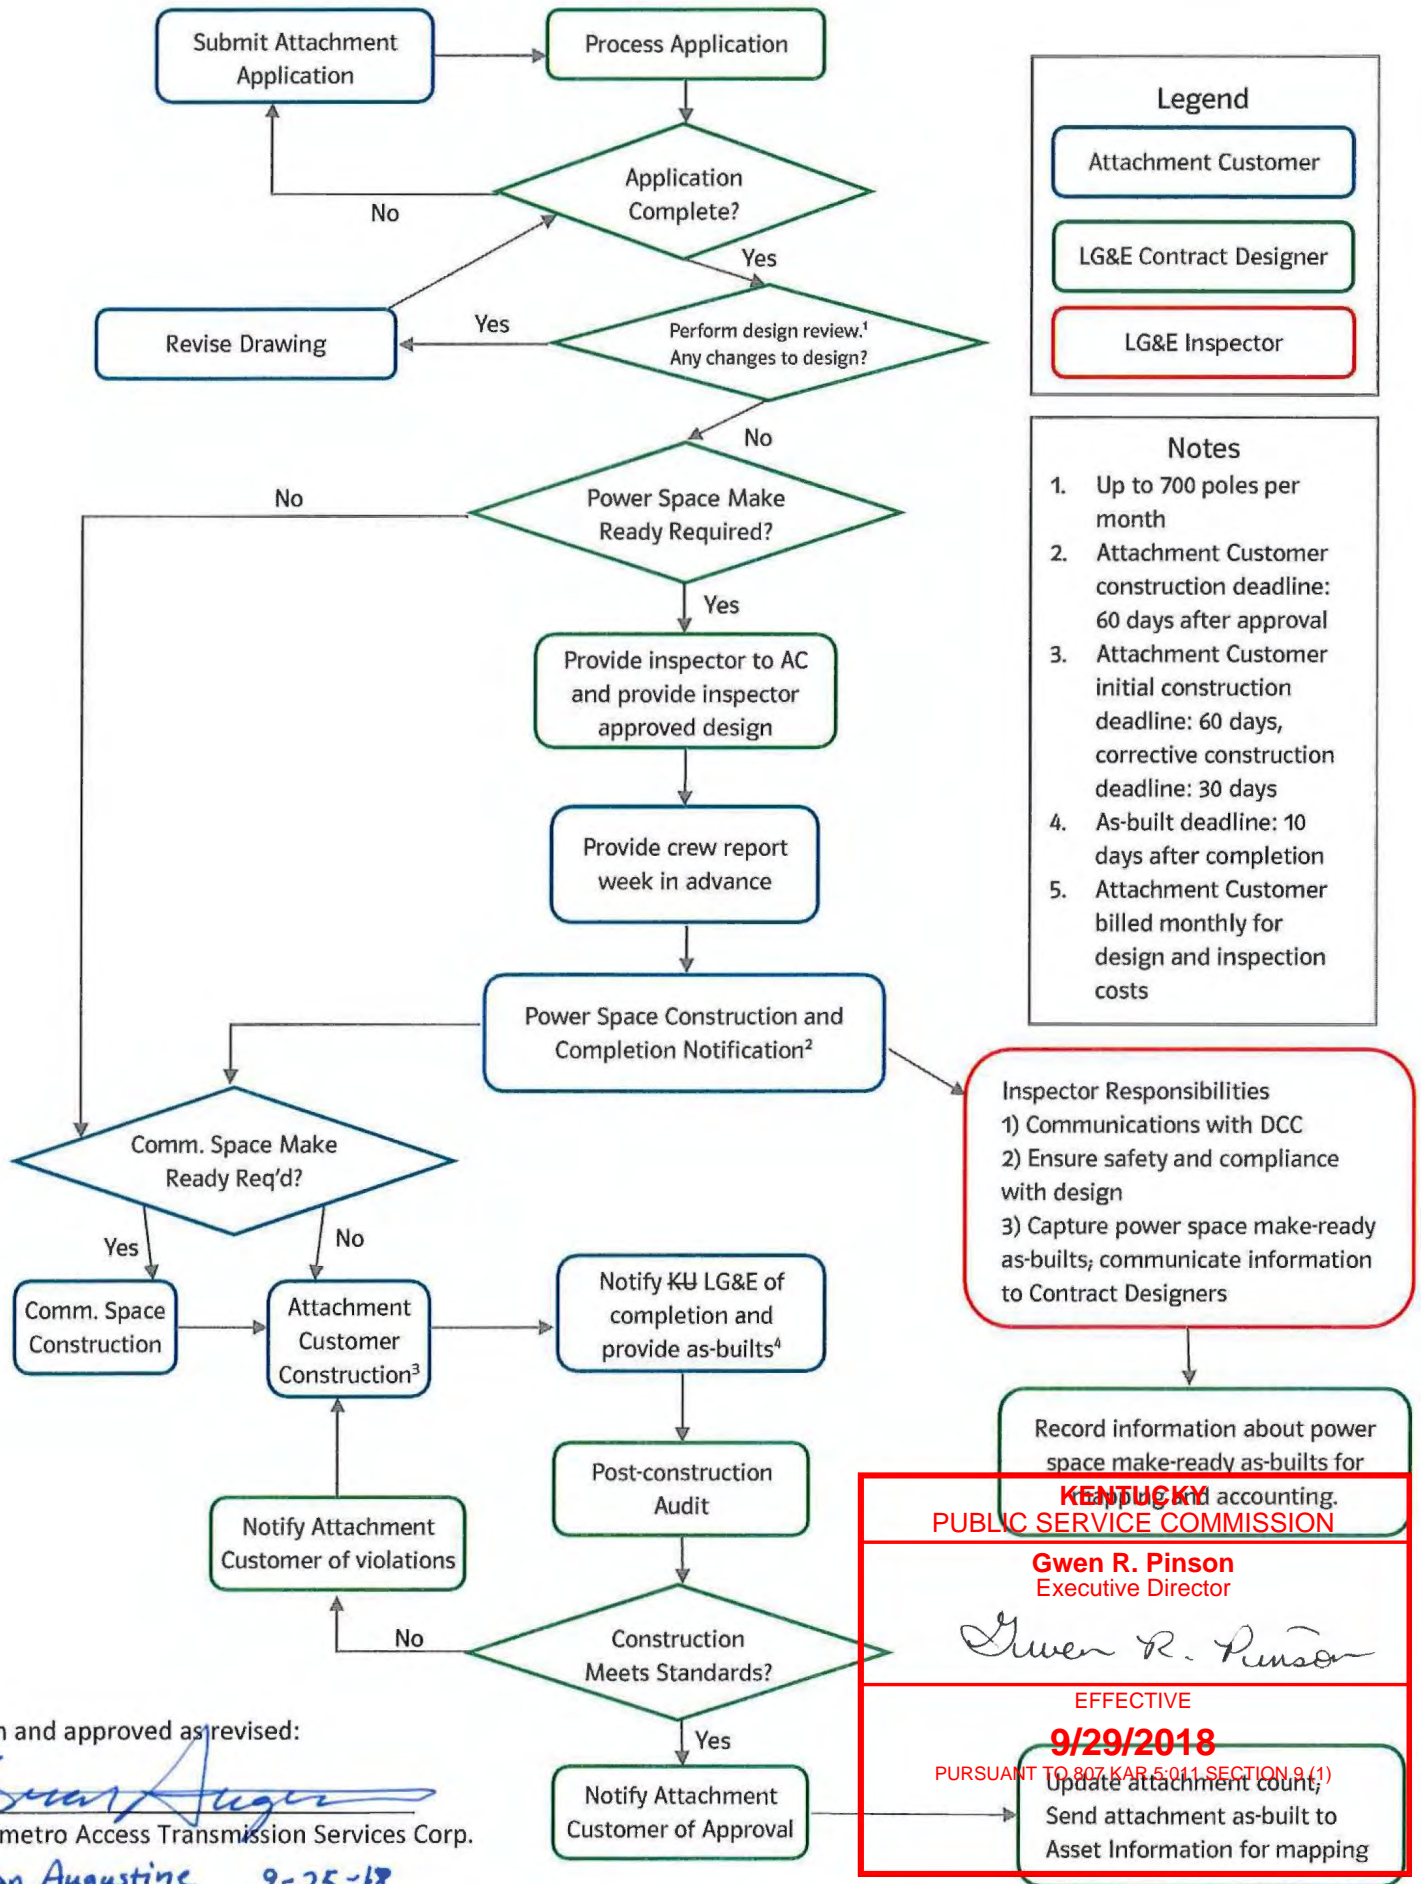 Submit Attachment
Application
Process Application
Application
Complete?
No
Yes
Revise Drawing
Yes
Perform design review.¹
Any changes to design?
No
Power Space Make
Ready Required?
No
Yes
Provide inspector to AC
and provide inspector
approved design
Provide crew report
week in advance
Power Space Construction and
Completion Notification²
Comm. Space Make
Ready Req'd?
Yes
No
Comm. Space
Construction
Attachment
Customer
Construction³
Notify KU LG&E of
completion and
provide as-builts⁴
Post-construction
Audit
Notify Attachment
Customer of violations
No
Construction
Meets Standards?
Yes
Notify Attachment
Customer of Approval
Legend
Attachment Customer
LG&E Contract Designer
LG&E Inspector
Notes
1. Up to 700 poles per
month
2. Attachment Customer
construction deadline:
60 days after approval
3. Attachment Customer
initial construction
deadline: 60 days,
corrective construction
deadline: 30 days
4. As-built deadline: 10
days after completion
5. Attachment Customer
billed monthly for
design and inspection
costs
Inspector Responsibilities
1) Communications with DCC
2) Ensure safety and compliance
with design
3) Capture power space make-ready
as-builts; communicate information
to Contract Designers
Record information about power
space make-ready as-builts for
mapping and accounting.
KENTUCKY
PUBLIC SERVICE COMMISSION
Gwen R. Pinson
Executive Director
Gwen R. Pinson
EFFECTIVE
9/29/2018
PURSUANT TO 807 KAR 5:011 SECTION 9 (1)
Update attachment count;
Send attachment as-built to
Asset Information for mapping
and approved as revised:
metro Access Transmission Services Corp.
Augustine 9-25-18